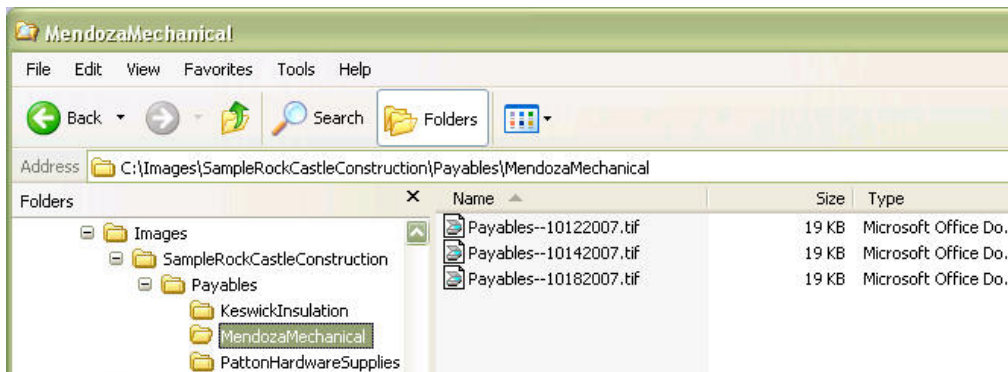 MendozaMechanical
File Edit View Favorites Tools Help
Back Search Folders
Address C:\Images\SampleRockCastleConstruction\Payables\MendozaMechanical
Folders Name Size Type
Images
SampleRockCastleConstruction
Payables
KeswickInsulation
MendozaMechanical
PattonHardwareSupplies
Payables--10122007.tif 19 KB Microsoft Office Do.
Payables--10142007.tif 19 KB Microsoft Office Do.
Payables--10182007.tif 19 KB Microsoft Office Do.